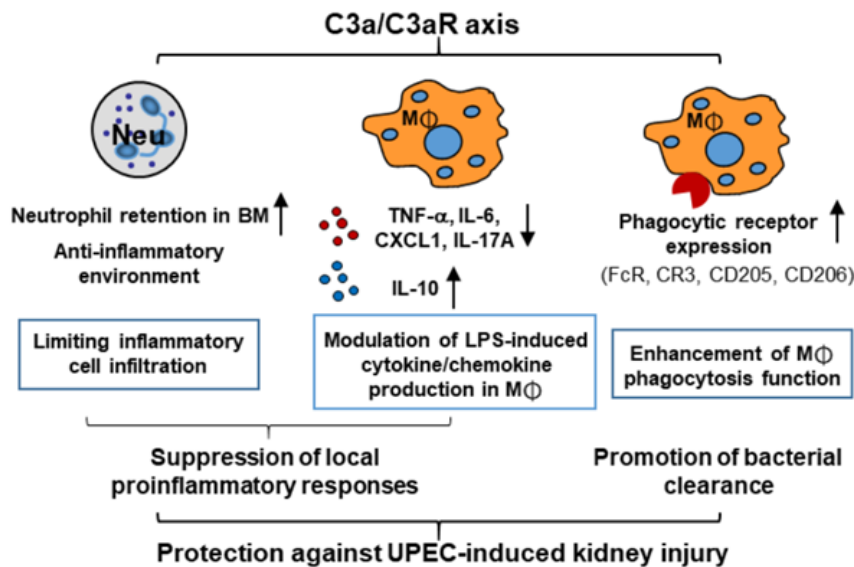 C3a/C3aR axis
Neu
MΦ
MΦ
Neutrophil retention in BM
Anti-inflammatory
environment
TNF-α, IL-6,
CXCL1, IL-17A
IL-10
Phagocytic receptor
expression
(FcR, CR3, CD205, CD206)
Limiting inflammatory
cell infiltration
Modulation of LPS-induced
cytokine/chemokine
production in MΦ
Enhancement of MΦ
phagocytosis function
Suppression of local
proinflammatory responses
Promotion of bacterial
clearance
Protection against UPEC-induced kidney injury